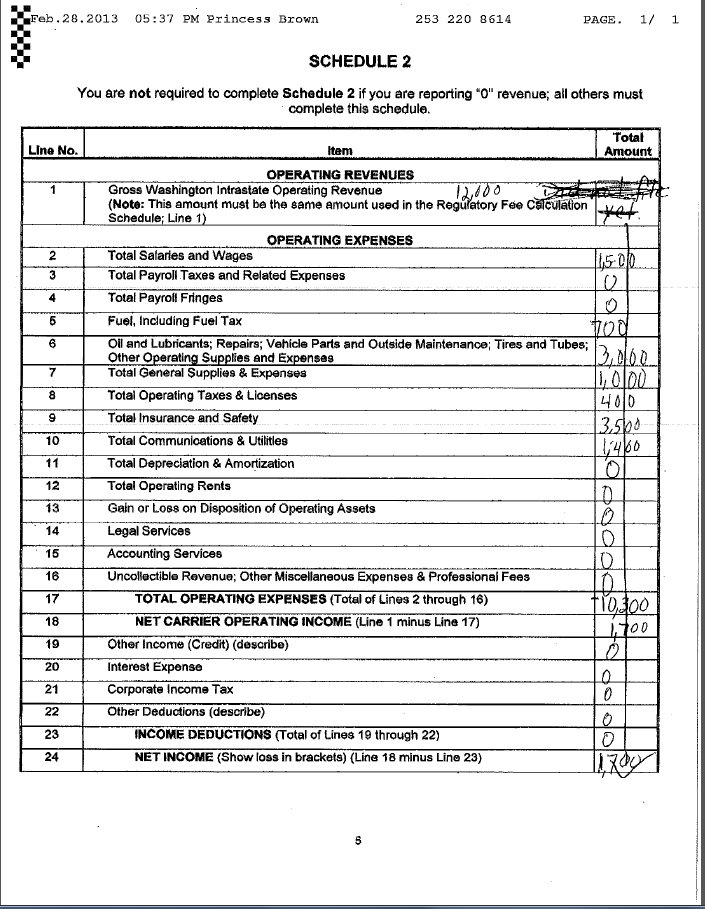 Feb.28.2013 05:37 PM Princess Brown 253 220 8614 PAGE. 1/ 1
SCHEDULE 2
You are not required to complete Schedule 2 if you are reporting "0" revenue; all others must
complete this schedule.
Line No. Item Total Amount
OPERATING REVENUES
1 Gross Washington Intrastate Operating Revenue 12,000
(Note: This amount must be the same amount used in the Regulatory Fee Calculation
Schedule; Line 1) yet.
OPERATING EXPENSES
2 Total Salaries and Wages 1,500
3 Total Payroll Taxes and Related Expenses 0
4 Total Payroll Fringes 0
5 Fuel, Including Fuel Tax 700
6 Oil and Lubricants; Repairs; Vehicle Parts and Outside Maintenance; Tires and Tubes;
Other Operating Supplies and Expenses 3,000
7 Total General Supplies & Expenses 1,000
8 Total Operating Taxes & Licenses 400
9 Total Insurance and Safety 3,500
10 Total Communications & Utilities
11 Total Depreciation & Amortization 0
12 Total Operating Rents 0
13 Gain or Loss on Disposition of Operating Assets 0
14 Legal Services 0
15 Accounting Services 0
16 Uncollectible Revenue; Other Miscellaneous Expenses & Professional Fees 0
17 TOTAL OPERATING EXPENSES (Total of Lines 2 through 16) 10,300
18 NET CARRIER OPERATING INCOME (Line 1 minus Line 17) 1,700
19 Other Income (Credit) (describe) 0
20 Interest Expense 0
21 Corporate Income Tax 0
22 Other Deductions (describe) 0
23 INCOME DEDUCTIONS (Total of Lines 19 through 22) 0
24 NET INCOME (Show loss in brackets) (Line 18 minus Line 23) 1,700